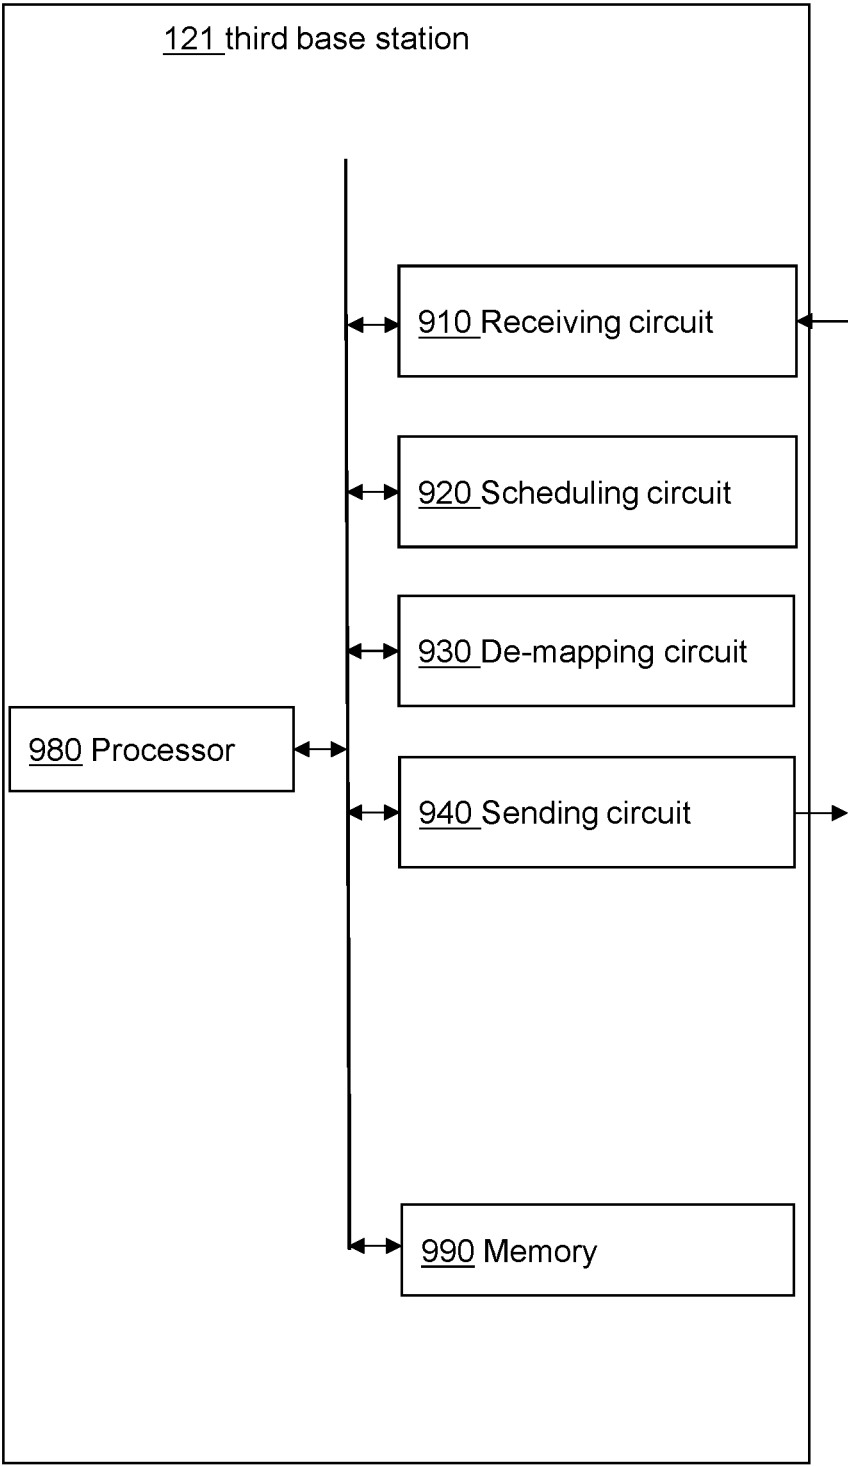 121 third base station
910 Receiving circuit
920 Scheduling circuit
930 De-mapping circuit
980 Processor
940 Sending circuit
990 Memory